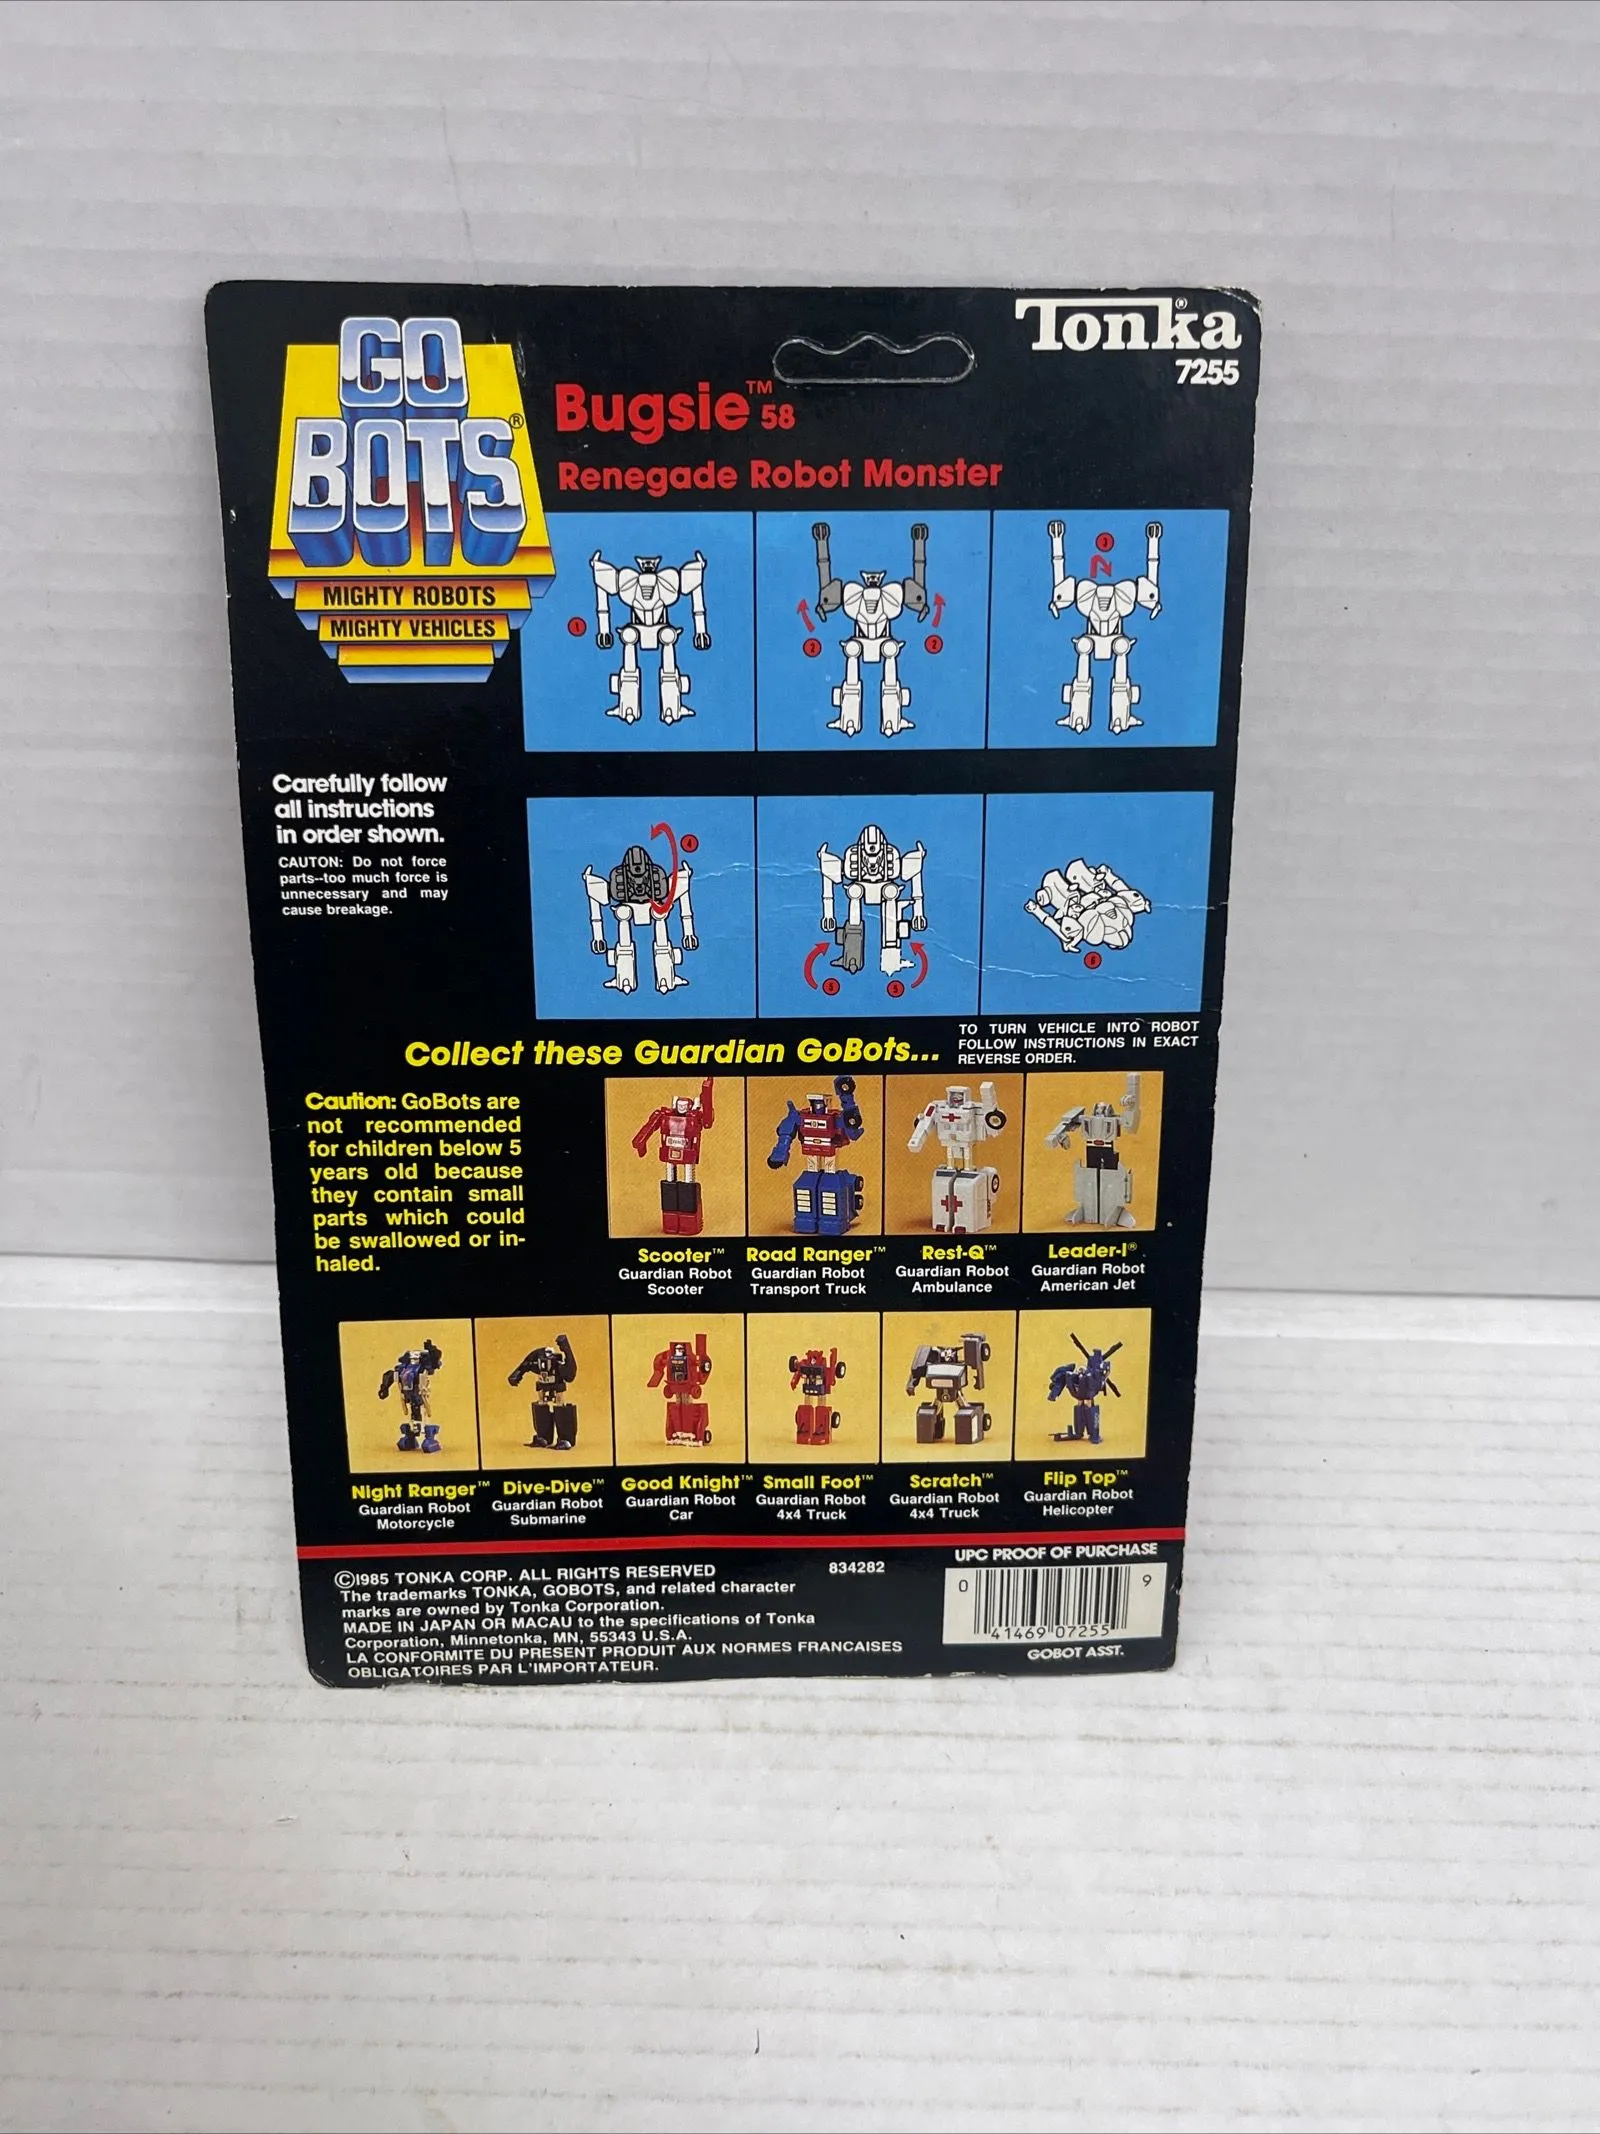 GO
BOTS®
MIGHTY ROBOTS
MIGHTY VEHICLES
Tonka®
7255
Bugsie™ 58
Renegade Robot Monster
1
2
2
3
Carefully follow
all instructions
in order shown.
CAUTON: Do not force
parts--too much force is
unnecessary and may
cause breakage.
4
5
5
6
TO TURN VEHICLE INTO ROBOT
FOLLOW INSTRUCTIONS IN EXACT
REVERSE ORDER.
Collect these Guardian GoBots...
Caution: GoBots are
not recommended
for children below 5
years old because
they contain small
parts which could
be swallowed or in-
haled.
Scooter™
Guardian Robot
Scooter
Road Ranger™
Guardian Robot
Transport Truck
Rest-Q™
Guardian Robot
Ambulance
Leader-1®
Guardian Robot
American Jet
Night Ranger™
Guardian Robot
Motorcycle
Dive-Dive™
Guardian Robot
Submarine
Good Knight™
Guardian Robot
Car
Small Foot™
Guardian Robot
4x4 Truck
Scratch™
Guardian Robot
4x4 Truck
Flip Top™
Guardian Robot
Helicopter
©1985 TONKA CORP. ALL RIGHTS RESERVED
The trademarks TONKA, GOBOTS, and related character
marks are owned by Tonka Corporation.
MADE IN JAPAN OR MACAU to the specifications of Tonka
Corporation, Minnetonka, MN, 55343 U.S.A.
LA CONFORMITE DU PRESENT PRODUIT AUX NORMES FRANCAISES
OBLIGATOIRES PAR L'IMPORTATEUR.
834282
UPC PROOF OF PURCHASE
0 41469 07255 9
GOBOT ASST.